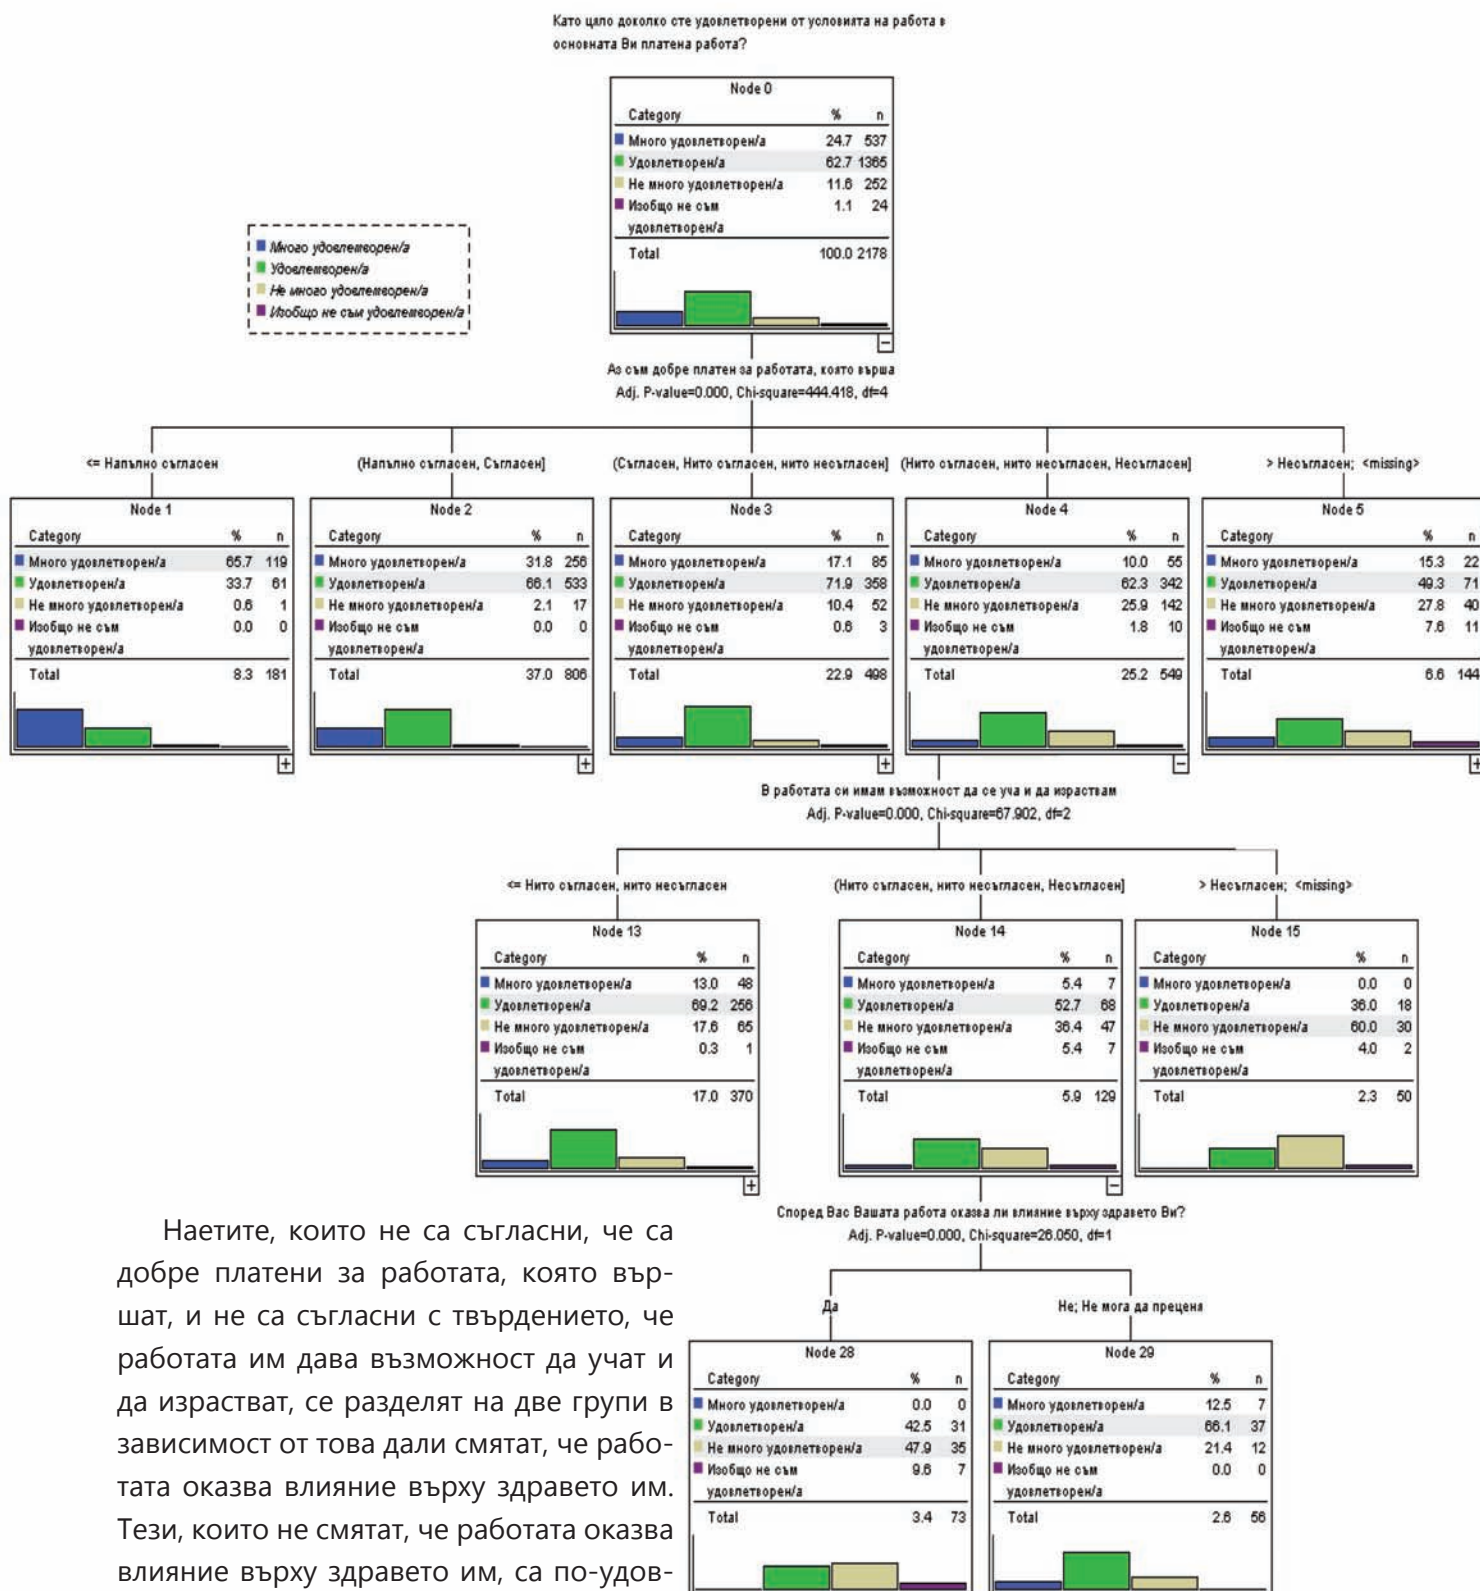 Като цяло доколко сте удовлетворени от условията на работа в
основната Ви платена работа?
Node 0
Category % n
Много удовлетворен/а 24.7 537
Удовлетворен/а 62.7 1365
Не много удовлетворен/а 11.6 252
Изобщо не съм 1.1 24
удовлетворен/а
Total 100.0 2178
Много удовлетворен/а
Удовлетворен/а
Не много удовлетворен/а
Изобщо не съм удовлетворен/а
Аз съм добре платен за работата, която върша
Adj. P-value=0.000, Chi-square=444.418, df=4
<= Напълно съгласен
(Напълно съгласен, Съгласен]
(Съгласен, Нито съгласен, нито несъгласен]
(Нито съгласен, нито несъгласен, Несъгласен]
> Несъгласен; <missing>
Node 1
Category % n
Много удовлетворен/а 65.7 119
Удовлетворен/а 33.7 61
Не много удовлетворен/а 0.6 1
Изобщо не съм 0.0 0
удовлетворен/а
Total 8.3 181
Node 2
Category % n
Много удовлетворен/а 31.8 256
Удовлетворен/а 66.1 533
Не много удовлетворен/а 2.1 17
Изобщо не съм 0.0 0
удовлетворен/а
Total 37.0 806
Node 3
Category % n
Много удовлетворен/а 17.1 85
Удовлетворен/а 71.9 358
Не много удовлетворен/а 10.4 52
Изобщо не съм 0.6 3
удовлетворен/а
Total 22.9 498
Node 4
Category % n
Много удовлетворен/а 10.0 55
Удовлетворен/а 62.3 342
Не много удовлетворен/а 25.9 142
Изобщо не съм 1.8 10
удовлетворен/а
Total 25.2 549
Node 5
Category % n
Много удовлетворен/а 15.3 22
Удовлетворен/а 49.3 71
Не много удовлетворен/а 27.8 40
Изобщо не съм 7.6 11
удовлетворен/а
Total 6.6 144
В работата си имам възможност да се уча и да израствам
Adj. P-value=0.000, Chi-square=67.902, df=2
<= Нито съгласен, нито несъгласен
(Нито съгласен, нито несъгласен, Несъгласен]
> Несъгласен; <missing>
Node 13
Category % n
Много удовлетворен/а 13.0 48
Удовлетворен/а 69.2 256
Не много удовлетворен/а 17.6 65
Изобщо не съм 0.3 1
удовлетворен/а
Total 17.0 370
Node 14
Category % n
Много удовлетворен/а 5.4 7
Удовлетворен/а 52.7 68
Не много удовлетворен/а 36.4 47
Изобщо не съм 5.4 7
удовлетворен/а
Total 5.9 129
Node 15
Category % n
Много удовлетворен/а 0.0 0
Удовлетворен/а 36.0 18
Не много удовлетворен/а 60.0 30
Изобщо не съм 4.0 2
удовлетворен/а
Total 2.3 50
Според Вас Вашата работа оказва ли влияние върху здравето Ви?
Adj. P-value=0.000, Chi-square=26.050, df=1
Да
Не; Не мога да преценя
Node 28
Category % n
Много удовлетворен/а 0.0 0
Удовлетворен/а 42.5 31
Не много удовлетворен/а 47.9 35
Изобщо не съм 9.6 7
удовлетворен/а
Total 3.4 73
Node 29
Category % n
Много удовлетворен/а 12.5 7
Удовлетворен/а 66.1 37
Не много удовлетворен/а 21.4 12
Изобщо не съм 0.0 0
удовлетворен/а
Total 2.6 56
Наетите, които не са съгласни, че са
добре платени за работата, която вър-
шат, и не са съгласни с твърдението, че
работата им дава възможност да учат и
да израстват, се разделят на две групи в
зависимост от това дали смятат, че рабо-
тата оказва влияние върху здравето им.
Тези, които не смятат, че работата оказва
влияние върху здравето им, са по-удов-